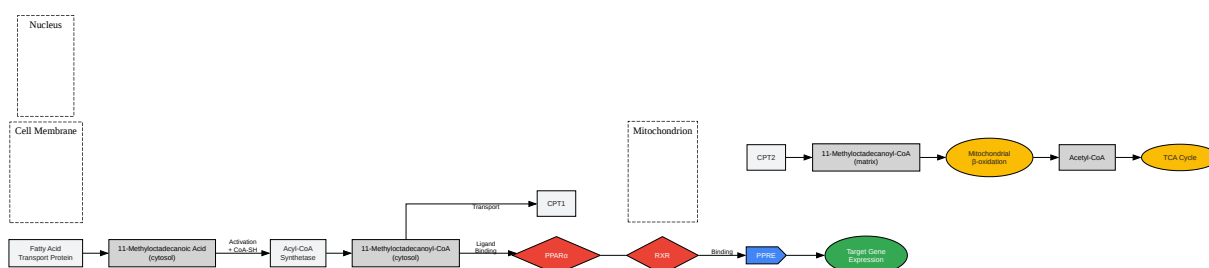 Nucleus
Cell Membrane
Mitochondrion
CPT2
11-Methyloctadecanoyl-CoA
(matrix)
Mitochondrial
β-oxidation
Acetyl-CoA
TCA Cycle
CPT1
Transport
Fatty Acid
Transport Protein
11-Methyloctadecanoic Acid
(cytosol)
Activation
+ CoA-SH
Acyl-CoA
Synthetase
11-Methyloctadecanoyl-CoA
(cytosol)
Ligand
Binding
PPARα
RXR
Binding
PPRE
Target Gene
Expression